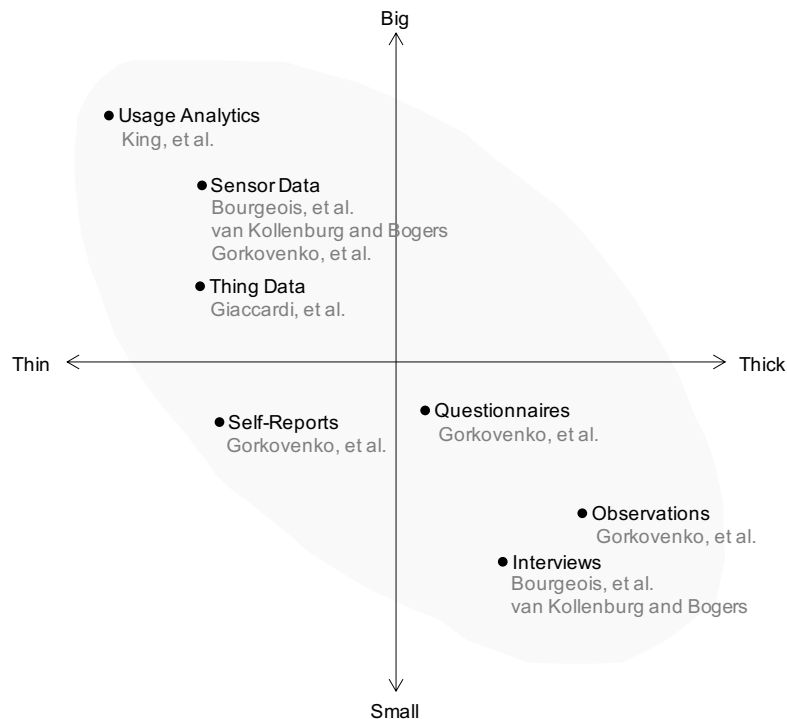 Big
Usage Analytics
King, et al.
Sensor Data
Bourgeois, et al.
van Kollenburg and Bogers
Gorkovenko, et al.
Thing Data
Giaccardi, et al.
Thin
Thick
Self-Reports
Gorkovenko, et al.
Questionnaires
Gorkovenko, et al.
Observations
Gorkovenko, et al.
Interviews
Bourgeois, et al.
van Kollenburg and Bogers
Small